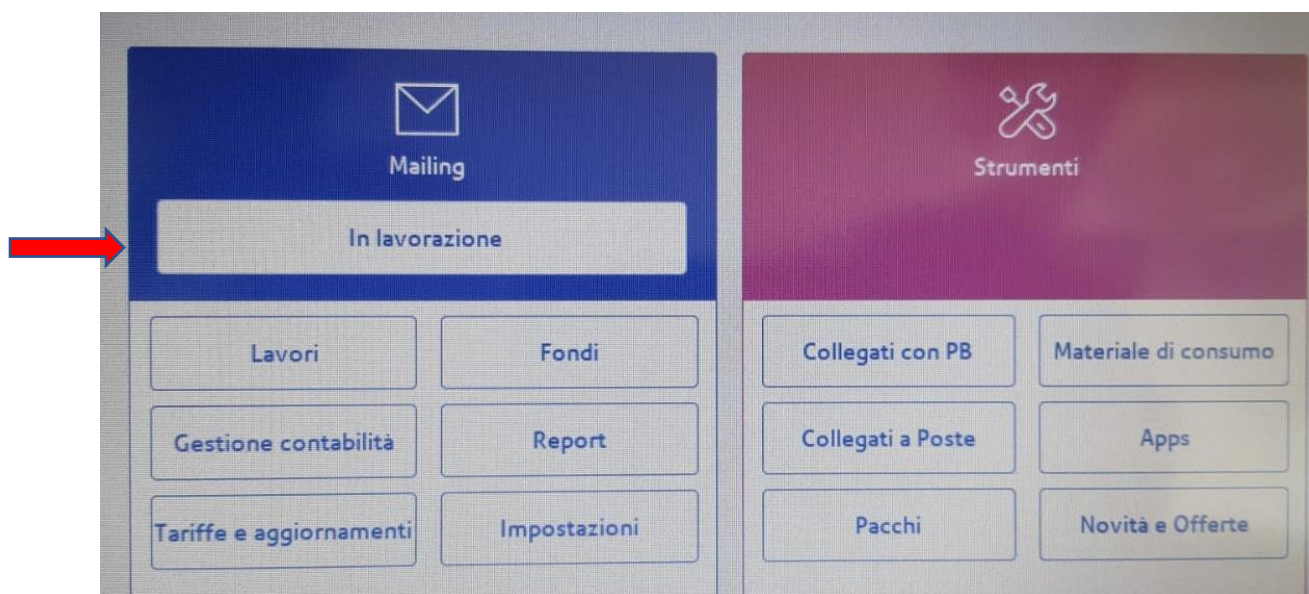 Mailing
In lavorazione
Lavori
Fondi
Gestione contabilità
Report
Tariffe e aggiornamenti
Impostazioni
Strumenti
Collegati con PB
Materiale di consumo
Collegati a Poste
Apps
Pacchi
Novità e Offerte